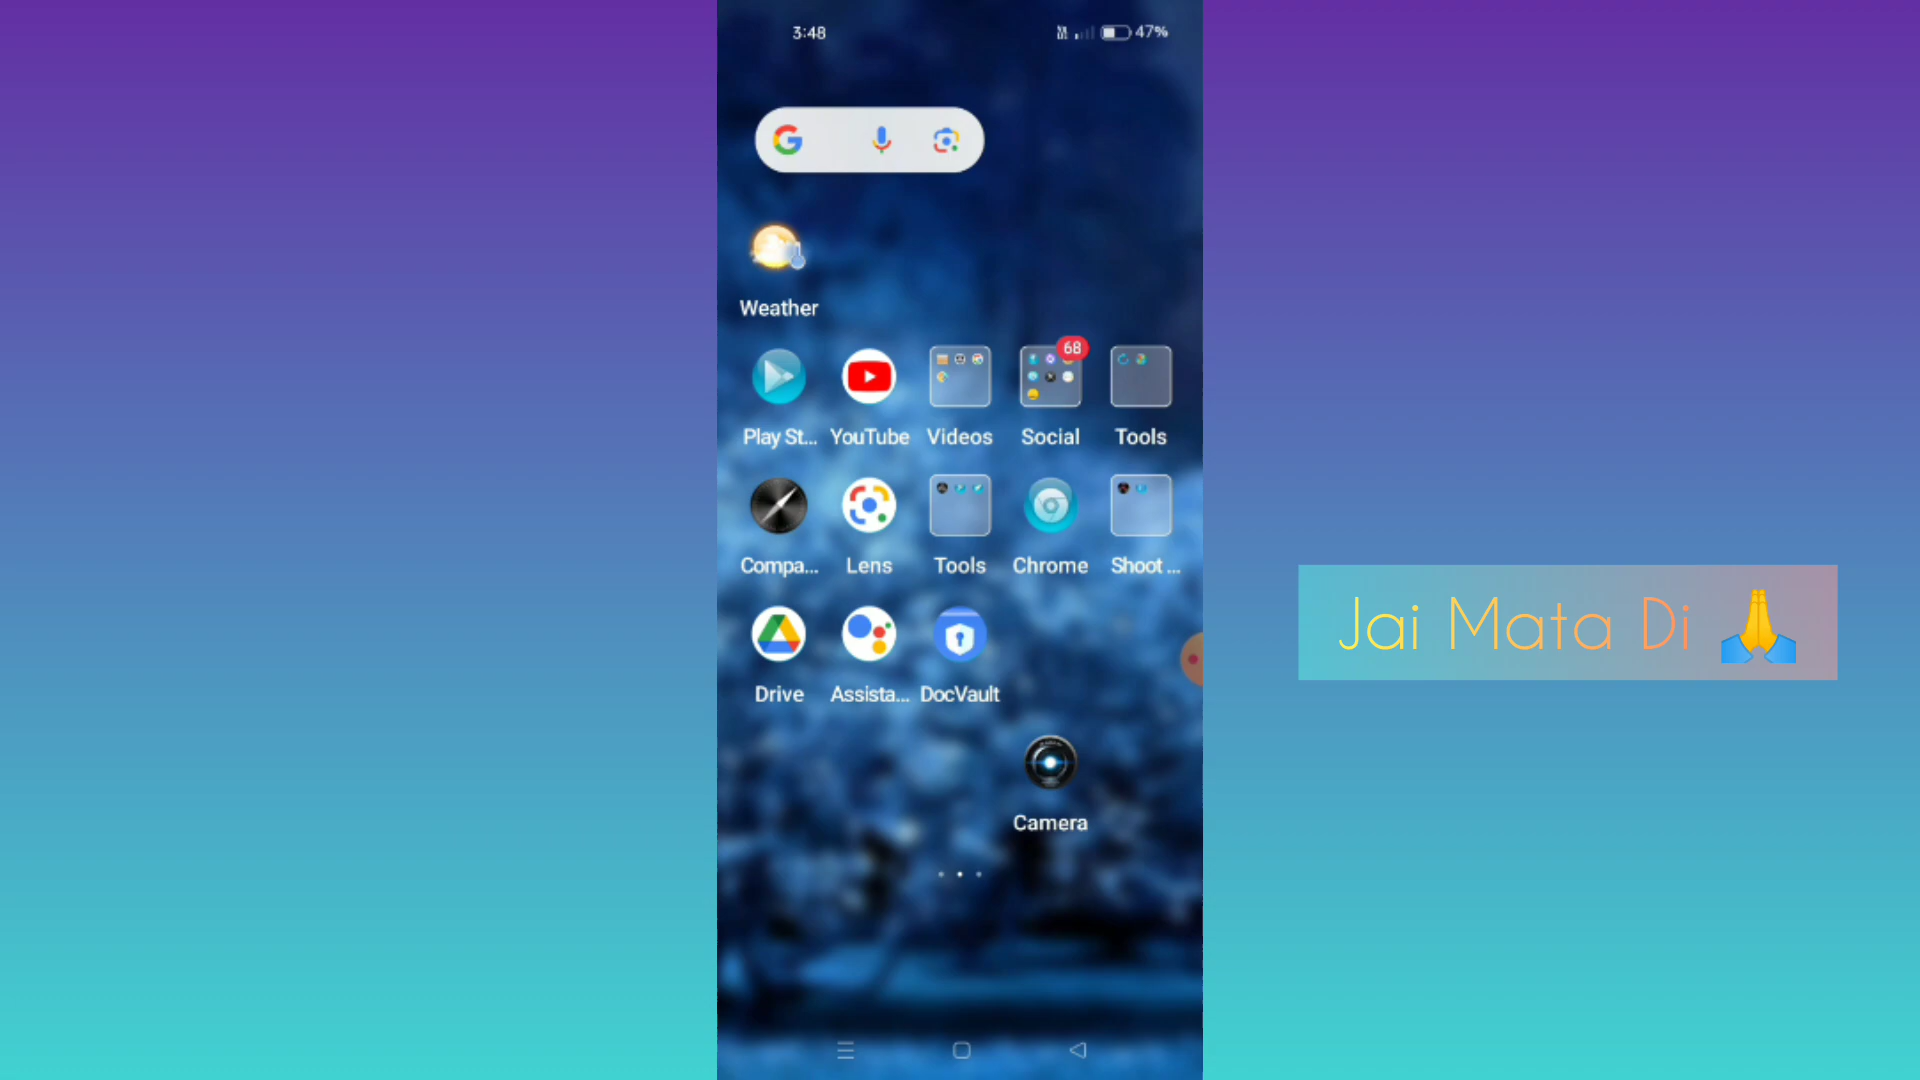 3:48 47%
Weather
68
Play St... YouTube Videos Social Tools
Compa... Lens Tools Chrome Shoot ...
Drive Assista... DocVault
Camera
Jai Mata Di 🙏